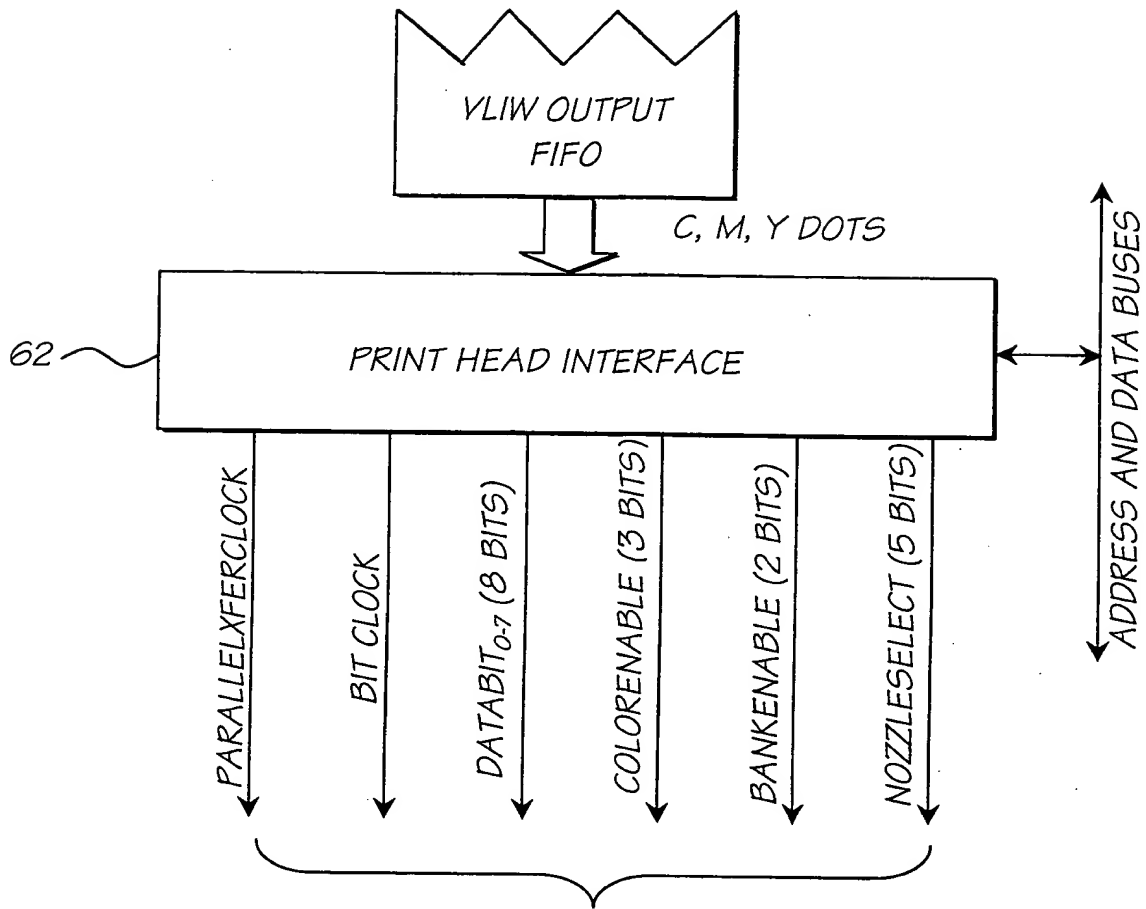 VLIW OUTPUT
FIFO
C, M, Y DOTS
62
PRINT HEAD INTERFACE
ADDRESS AND DATA BUSES
PARALLELXFERCLOCK
BIT CLOCK
DATABIT0-7 (8 BITS)
COLORENABLE (3 BITS)
BANKENABLE (2 BITS)
NOZZLESELECT (5 BITS)